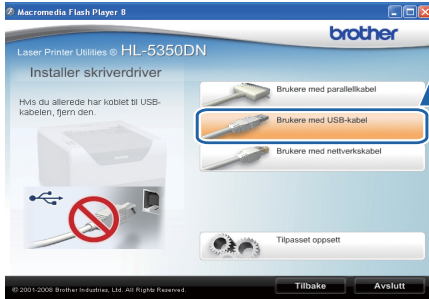 Macromedia Flash Player 8
brother
Laser Printer Utilities ® HL-5350DN
Installer skriverdriver
Hvis du allerede har koblet til USB-
kabelen, fjern den.
Brukere med parallellkabel
Brukere med USB-kabel
Brukere med nettverkskabel
Tilpasset oppsett
© 2001-2008 Brother Industries, Ltd. All Rights Reserved.
Tilbake
Avslutt